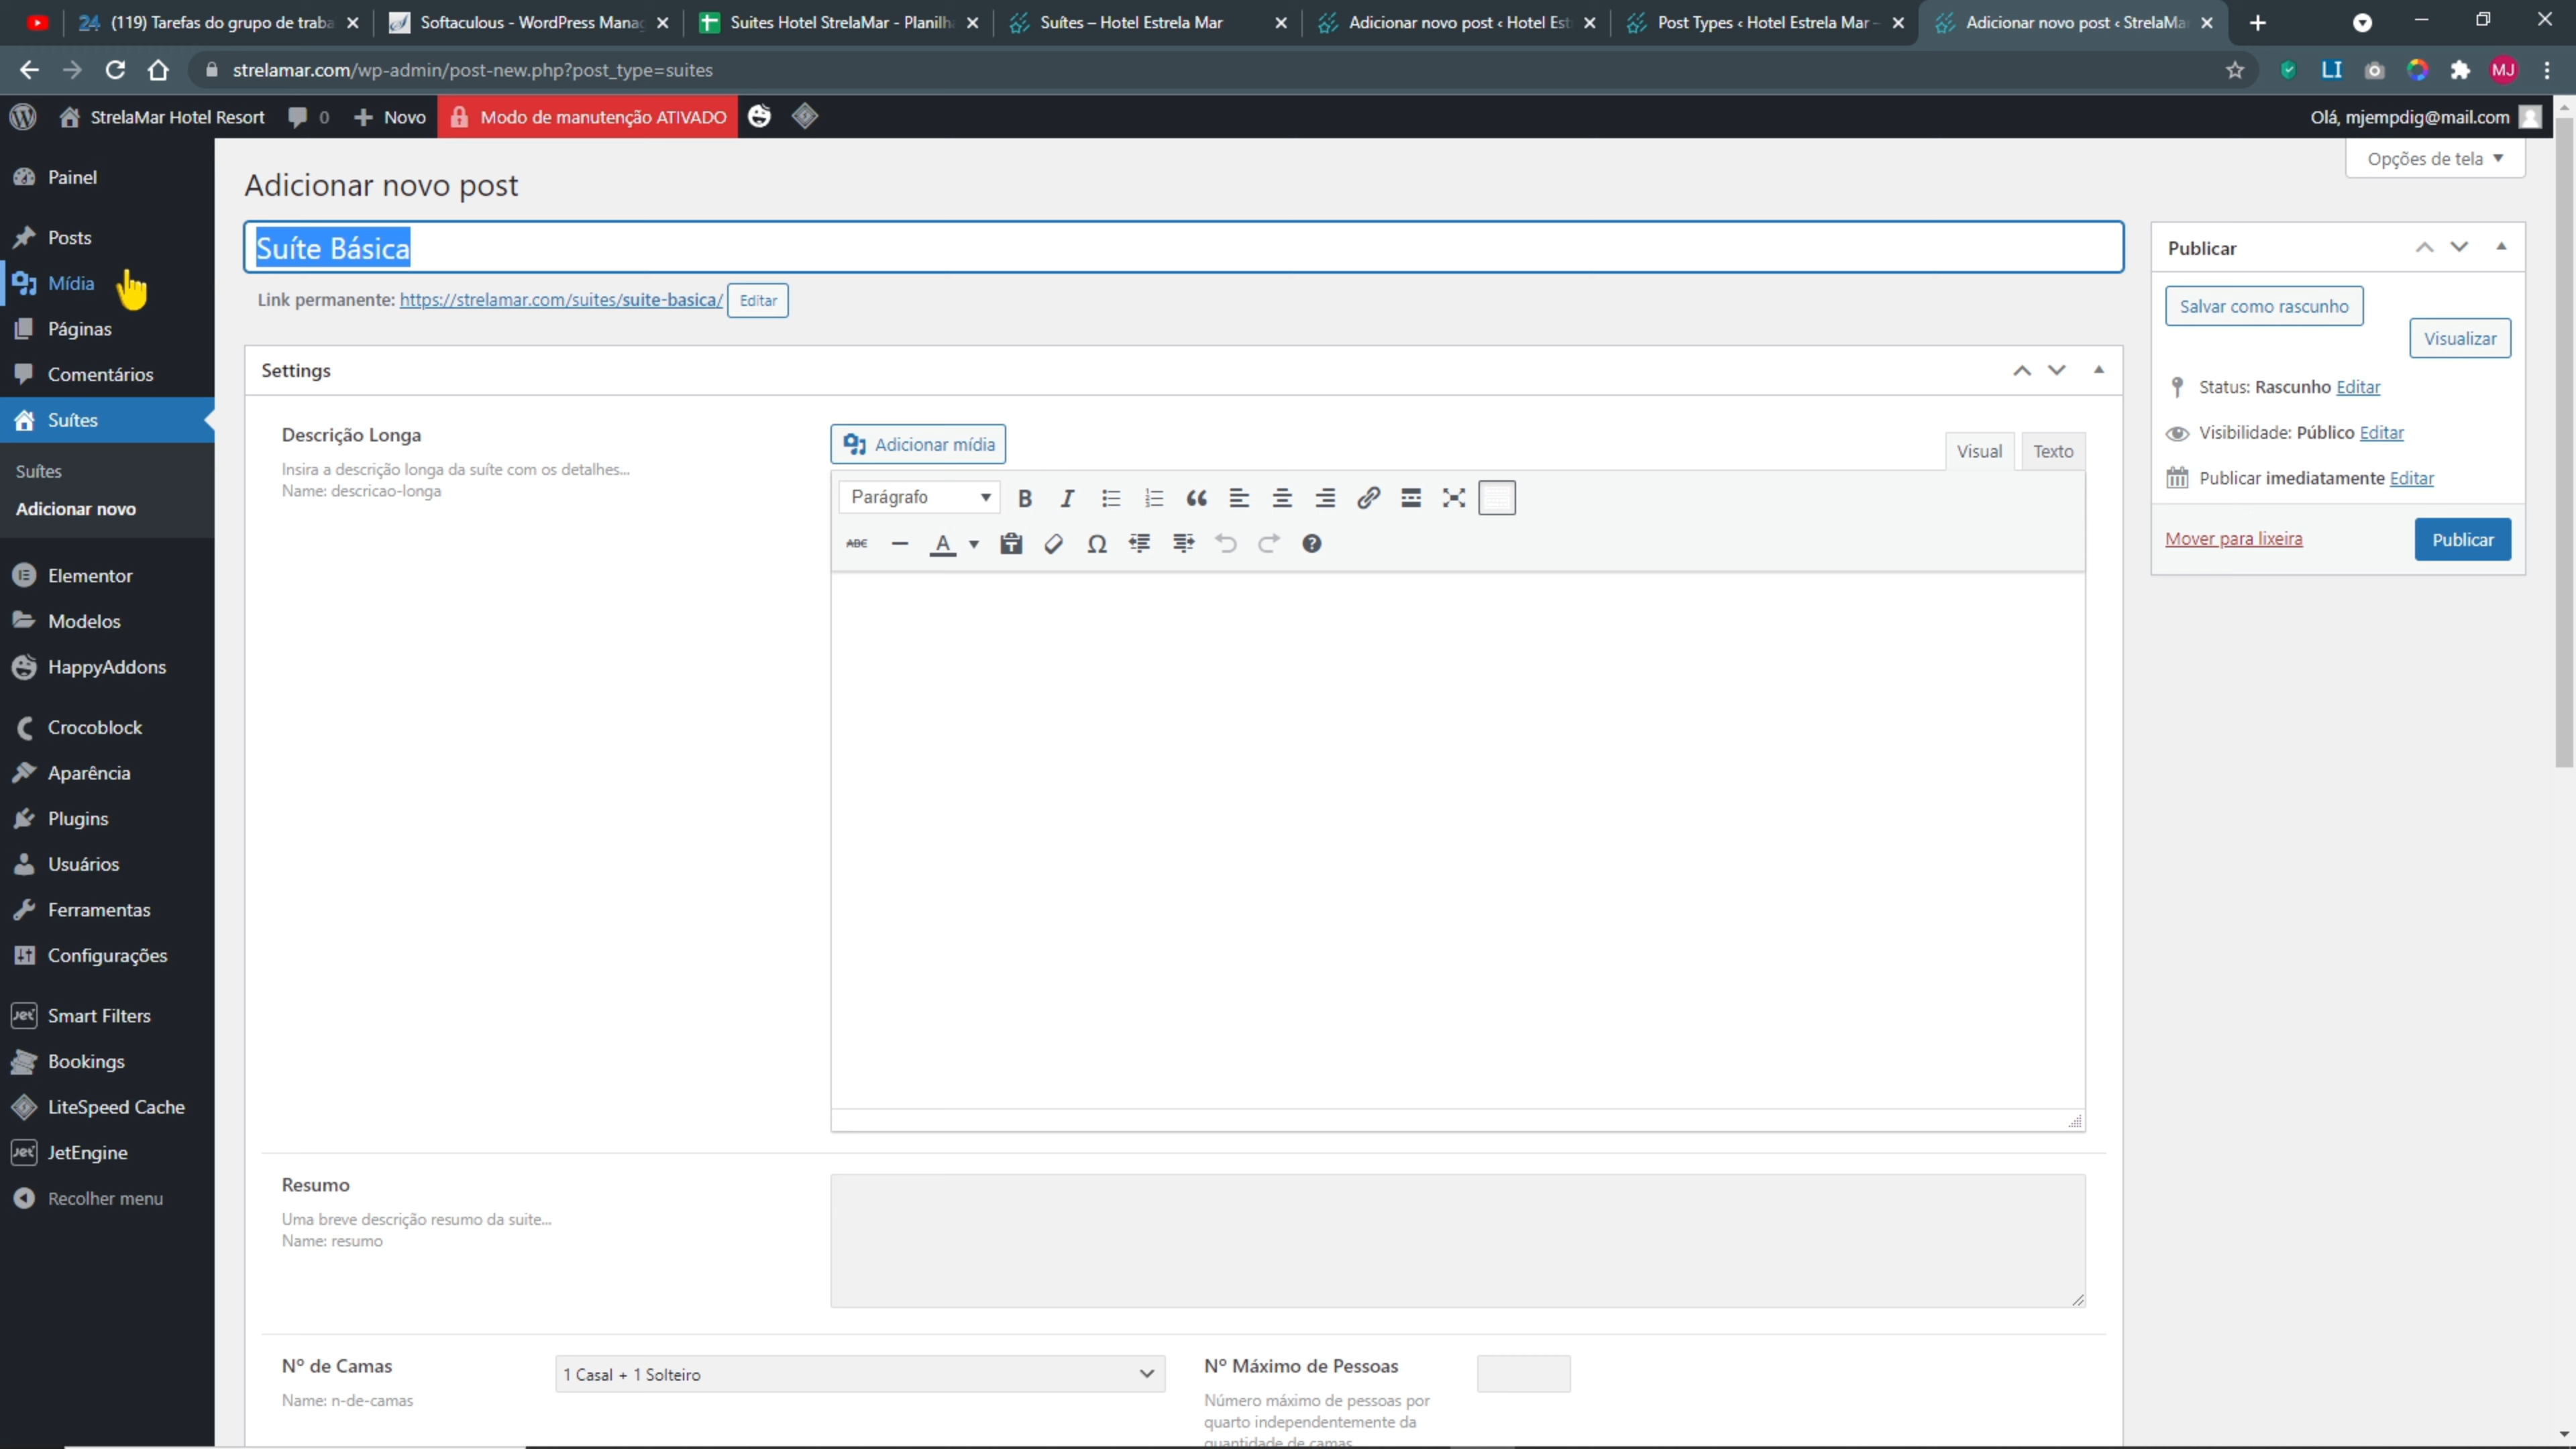 24 (119) Tarefas do grupo de traba
Softaculous - WordPress Manag
Suites Hotel StrelaMar - Planilh
Suítes – Hotel Estrela Mar
Adicionar novo post ‹ Hotel Est
Post Types ‹ Hotel Estrela Mar –
Adicionar novo post ‹ StrelaMa
strelamar.com/wp-admin/post-new.php?post_type=suites
LI
MJ
StrelaMar Hotel Resort
0
Novo
Modo de manutenção ATIVADO
Olá, mjempdig@mail.com
Opções de tela
Painel
Posts
Mídia
Páginas
Comentários
Suítes
Suítes
Adicionar novo
Elementor
Modelos
HappyAddons
Crocoblock
Aparência
Plugins
Usuários
Ferramentas
Configurações
Jet Smart Filters
Bookings
LiteSpeed Cache
Jet JetEngine
Recolher menu
Adicionar novo post
Suíte Básica
Link permanente: https://strelamar.com/suites/suite-basica/ Editar
Settings
Descrição Longa
Insira a descrição longa da suíte com os detalhes...
Name: descricao-longa
Adicionar mídia
Visual
Texto
Parágrafo
B
I
ABC
A
Ω
Resumo
Uma breve descrição resumo da suite...
Name: resumo
Nº de Camas
Name: n-de-camas
1 Casal + 1 Solteiro
Nº Máximo de Pessoas
Número máximo de pessoas por
quarto independentemente da
quantidade de camas
Publicar
Salvar como rascunho
Visualizar
Status: Rascunho Editar
Visibilidade: Público Editar
Publicar imediatamente Editar
Mover para lixeira
Publicar